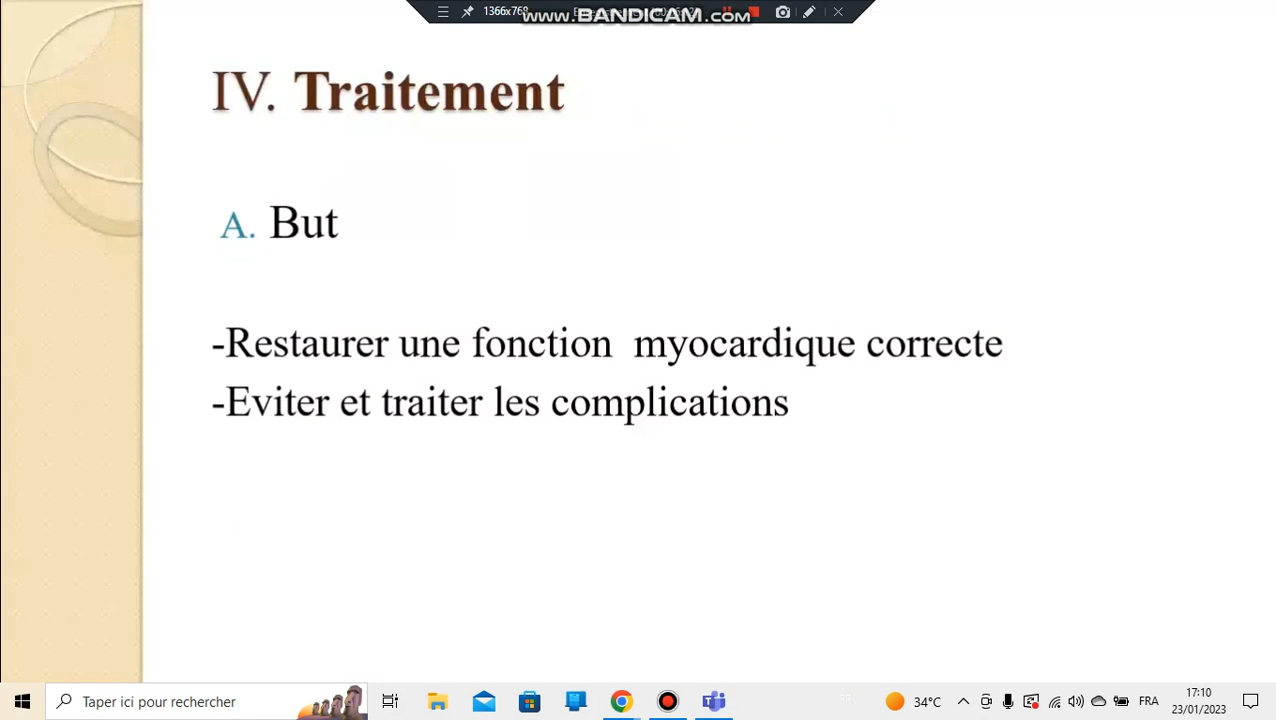 1366x768
www.BANDICAM.com
IV. Traitement
A. But
-Restaurer une fonction myocardique correcte
-Eviter et traiter les complications
Taper ici pour rechercher
34°C
FRA
17:10
23/01/2023